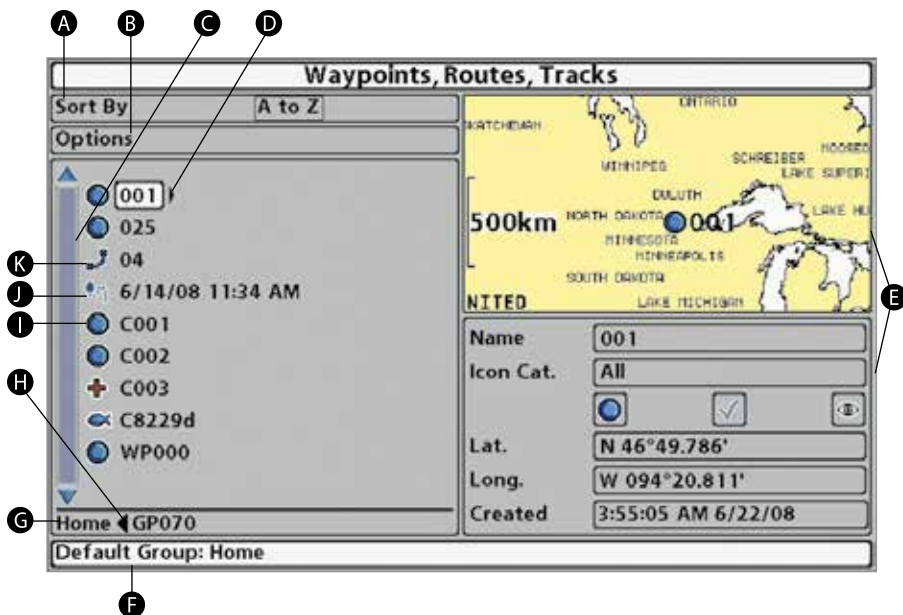 A B C D
Waypoints, Routes, Tracks
Sort By A to Z
Options
001
025
04
6/14/08 11:34 AM
C001
C002
C003
C8229d
WP000
Home GP070
Default Group: Home
K
J
I
H
G
F
E
ONTARIO
KATCHEWAN
WINNIPEG
SCHREIBER
MOOSEO
LAKE SUPERI
DULUTH
500km
NORTH DAKOTA
001
LAKE HU
MINNESOTA
MINNEAPOLIS
SOUTH DAKOTA
NITED
LAKE MICHIGAN
Name 001
Icon Cat. All
Lat. N 46°49.786'
Long. W 094°20.811'
Created 3:55:05 AM 6/22/08